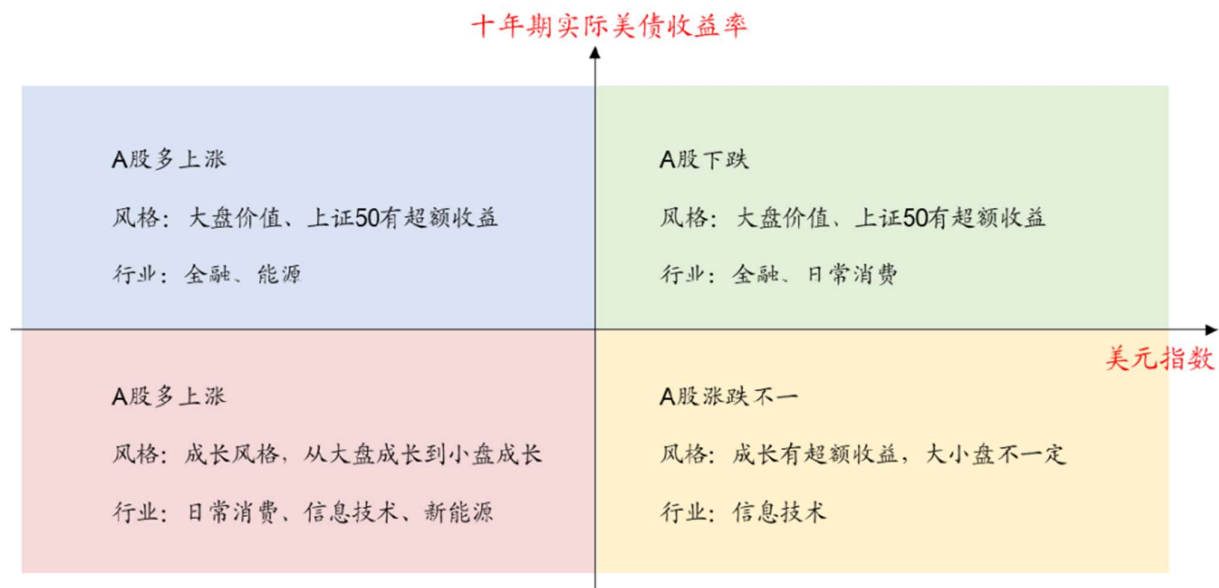 十年期实际美债收益率
A股多上涨
风格：大盘价值、上证50有超额收益
行业：金融、能源
A股下跌
风格：大盘价值、上证50有超额收益
行业：金融、日常消费
美元指数
A股多上涨
风格：成长风格，从大盘成长到小盘成长
行业：日常消费、信息技术、新能源
A股涨跌不一
风格：成长有超额收益，大小盘不一定
行业：信息技术